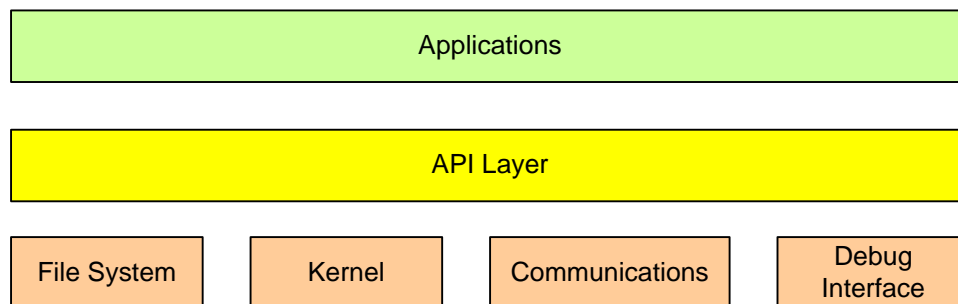 Applications
API Layer
File System
Kernel
Communications
Debug
Interface